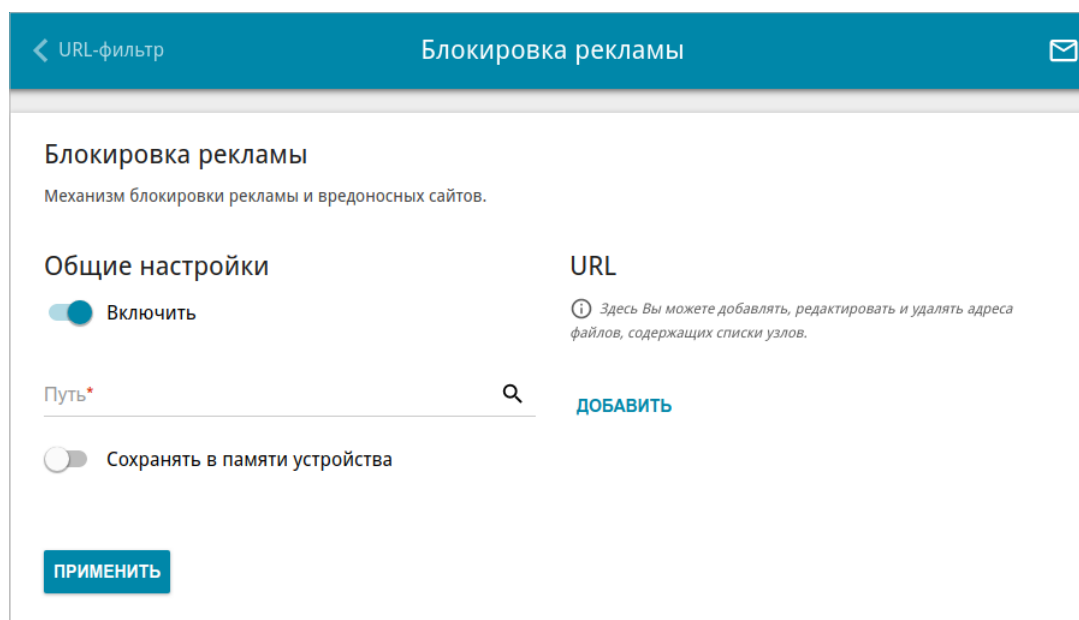 URL-фильтр
Блокировка рекламы
Блокировка рекламы
Механизм блокировки рекламы и вредоносных сайтов.
Общие настройки
Включить
Путь*
Сохранять в памяти устройства
ПРИМЕНИТЬ
URL
Здесь Вы можете добавлять, редактировать и удалять адреса
файлов, содержащих списки узлов.
ДОБАВИТЬ